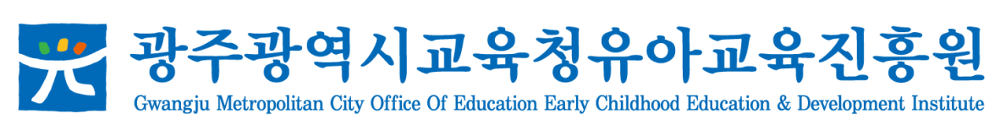 광주광역시교육청유아교육진흥원
Gwangju Metropolitan City Office Of Education Early Childhood Education & Development Institute